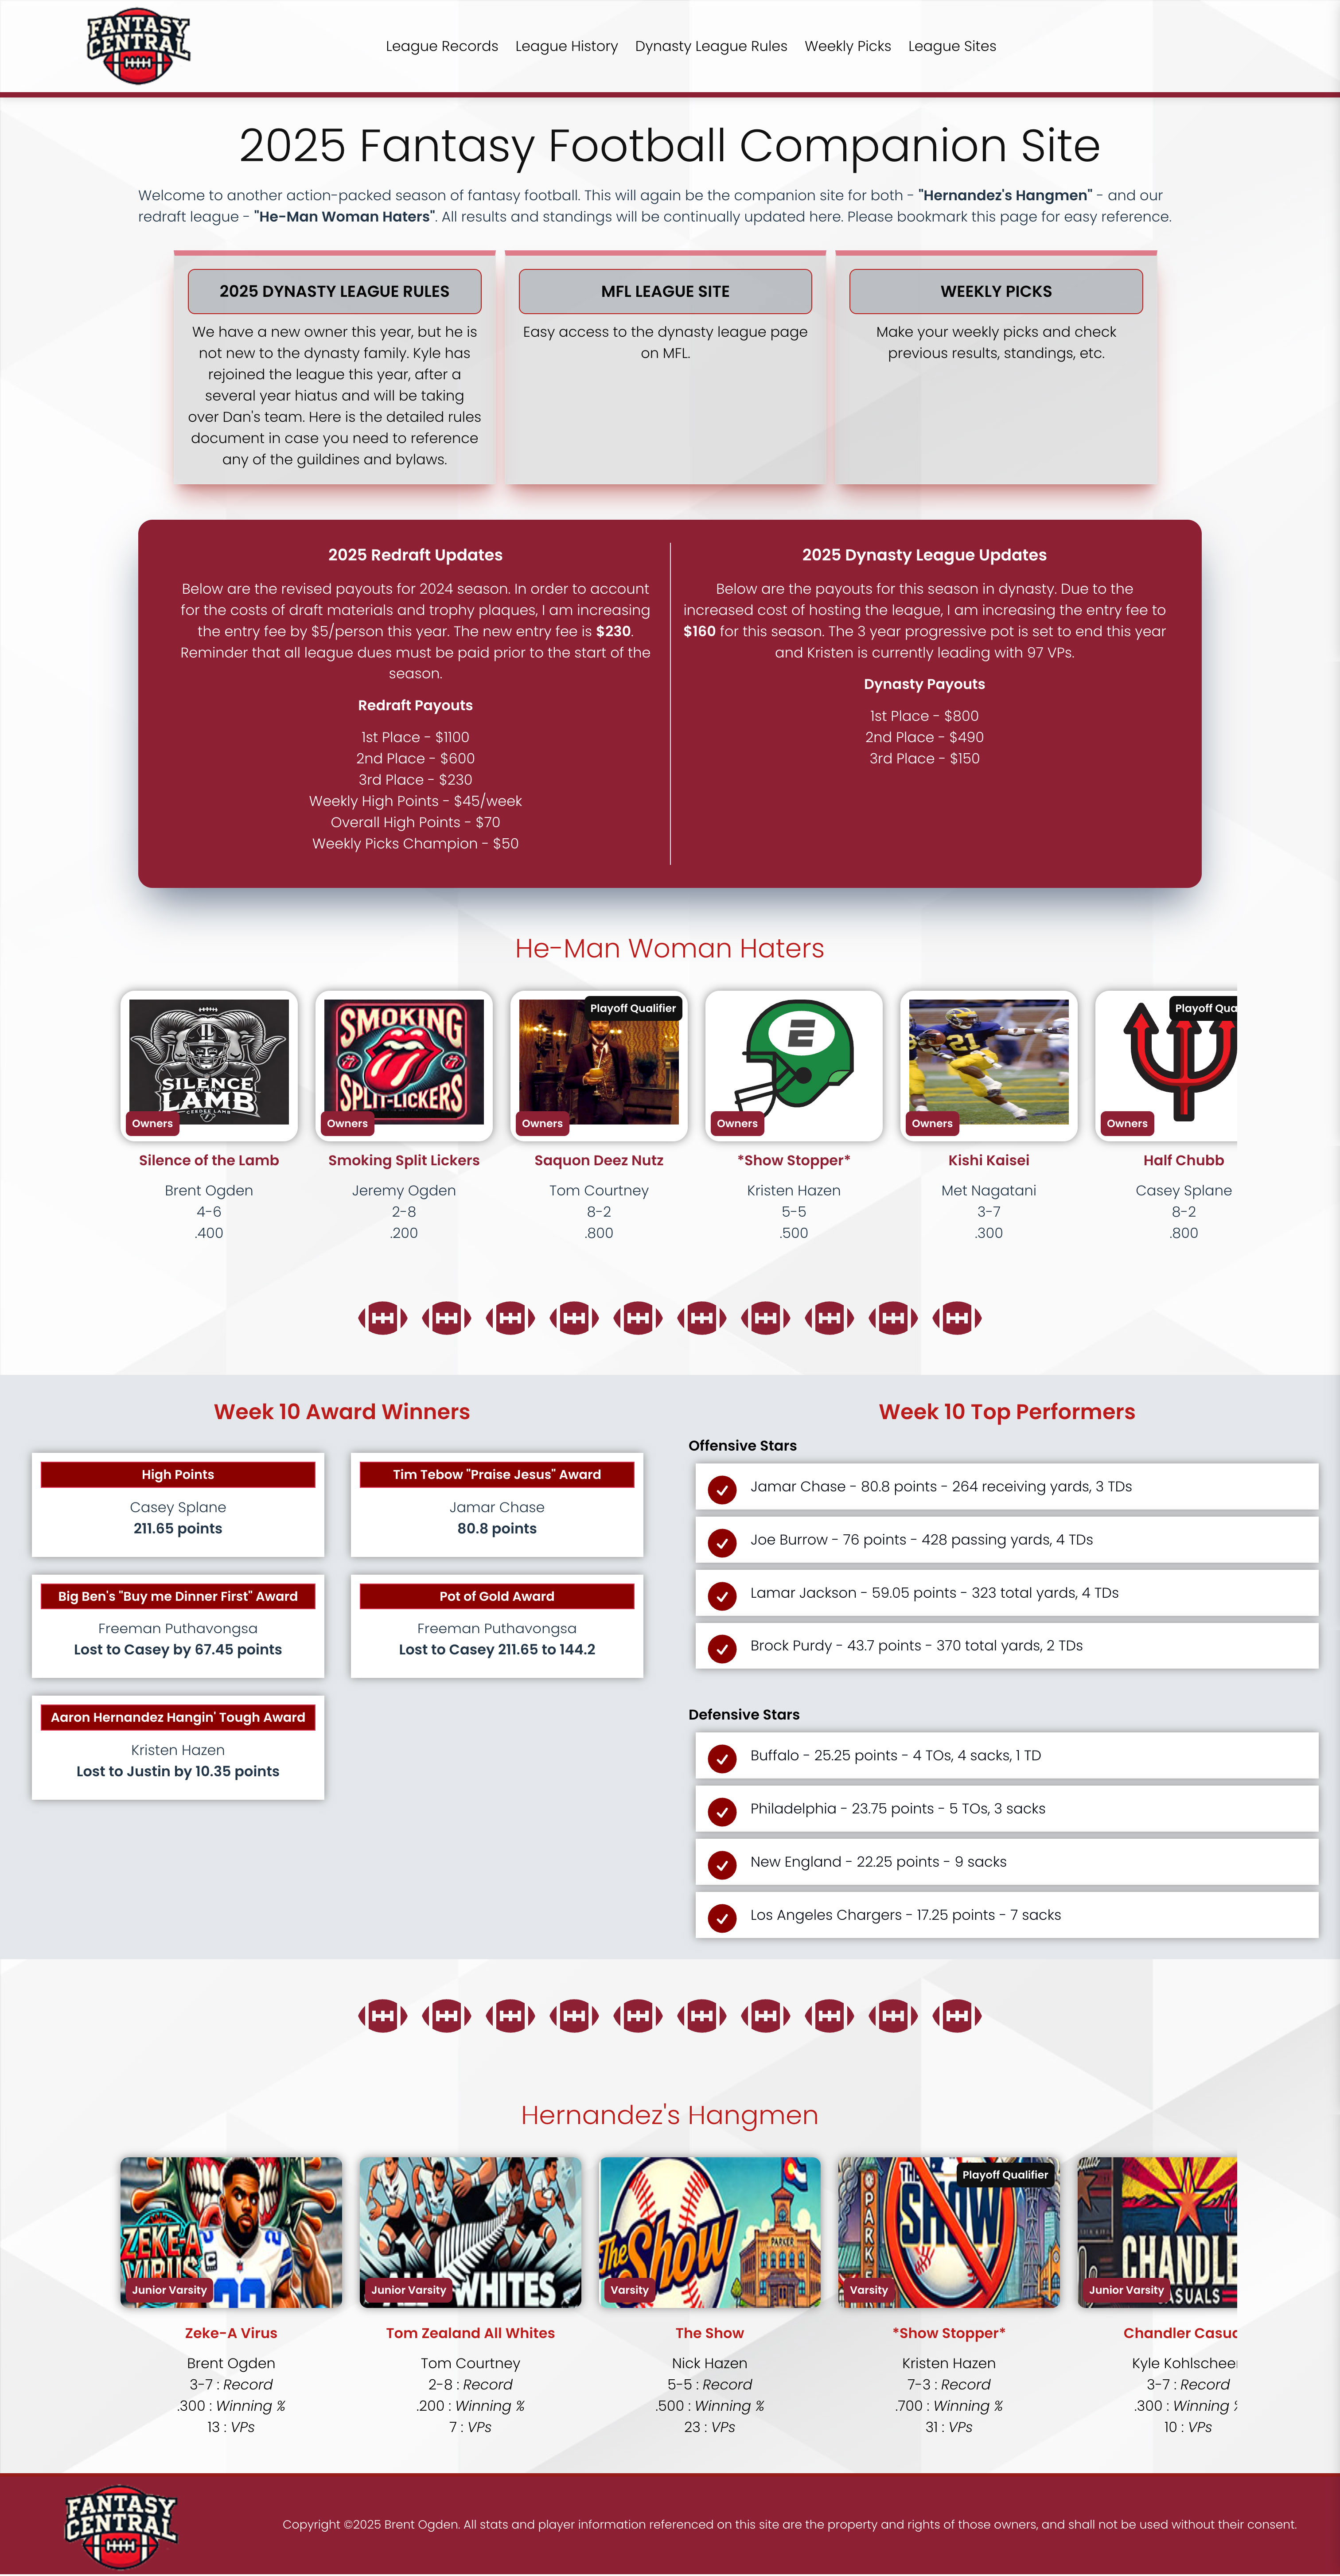 FANTASY
CENTRAL
League Records League History Dynasty League Rules Weekly Picks League Sites
2025 Fantasy Football Companion Site
Welcome to another action-packed season of fantasy football. This will again be the companion site for both - "Hernandez's Hangmen" - and our
redraft league - "He-Man Woman Haters". All results and standings will be continually updated here. Please bookmark this page for easy reference.
2025 DYNASTY LEAGUE RULES
We have a new owner this year, but he is
not new to the dynasty family. Kyle has
rejoined the league this year, after a
several year hiatus and will be taking
over Dan's team. Here is the detailed rules
document in case you need to reference
any of the guildines and bylaws.
MFL LEAGUE SITE
Easy access to the dynasty league page
on MFL.
WEEKLY PICKS
Make your weekly picks and check
previous results, standings, etc.
2025 Redraft Updates
Below are the revised payouts for 2024 season. In order to account
for the costs of draft materials and trophy plaques, I am increasing
the entry fee by $5/person this year. The new entry fee is $230.
Reminder that all league dues must be paid prior to the start of the
season.
Redraft Payouts
1st Place - $1100
2nd Place - $600
3rd Place - $230
Weekly High Points - $45/week
Overall High Points - $70
Weekly Picks Champion - $50
2025 Dynasty League Updates
Below are the payouts for this season in dynasty. Due to the
increased cost of hosting the league, I am increasing the entry fee to
$160 for this season. The 3 year progressive pot is set to end this year
and Kristen is currently leading with 97 VPs.
Dynasty Payouts
1st Place - $800
2nd Place - $490
3rd Place - $150
He-Man Woman Haters
SILENCE
OF THE
LAMB
CEEDEE LAMB
Owners
Silence of the Lamb
Brent Ogden
4-6
.400
SMOKING
SPLIT LICKERS
Owners
Smoking Split Lickers
Jeremy Ogden
2-8
.200
Playoff Qualifier
Owners
Saquon Deez Nutz
Tom Courtney
8-2
.800
E
Owners
*Show Stopper*
Kristen Hazen
5-5
.500
21
Owners
Kishi Kaisei
Met Nagatani
3-7
.300
Playoff Qua
Owners
Half Chubb
Casey Splane
8-2
.800
Week 10 Award Winners
High Points
Casey Splane
211.65 points
Tim Tebow "Praise Jesus" Award
Jamar Chase
80.8 points
Big Ben's "Buy me Dinner First" Award
Freeman Puthavongsa
Lost to Casey by 67.45 points
Pot of Gold Award
Freeman Puthavongsa
Lost to Casey 211.65 to 144.2
Aaron Hernandez Hangin' Tough Award
Kristen Hazen
Lost to Justin by 10.35 points
Week 10 Top Performers
Offensive Stars
Jamar Chase - 80.8 points - 264 receiving yards, 3 TDs
Joe Burrow - 76 points - 428 passing yards, 4 TDs
Lamar Jackson - 59.05 points - 323 total yards, 4 TDs
Brock Purdy - 43.7 points - 370 total yards, 2 TDs
Defensive Stars
Buffalo - 25.25 points - 4 TOs, 4 sacks, 1 TD
Philadelphia - 23.75 points - 5 TOs, 3 sacks
New England - 22.25 points - 9 sacks
Los Angeles Chargers - 17.25 points - 7 sacks
Hernandez's Hangmen
ZEKE-A
VIRUS
Junior Varsity
Zeke-A Virus
Brent Ogden
3-7 : Record
.300 : Winning %
13 : VPs
WHITES
Junior Varsity
Tom Zealand All Whites
Tom Courtney
2-8 : Record
.200 : Winning %
7 : VPs
The Show
PARKER
Varsity
The Show
Nick Hazen
5-5 : Record
.500 : Winning %
23 : VPs
THE
SHOW
PARKE
Playoff Qualifier
Varsity
*Show Stopper*
Kristen Hazen
7-3 : Record
.700 : Winning %
31 : VPs
CHANDLE
ASUALS
Junior Varsity
Chandler Casua
Kyle Kohlscheer
3-7 : Record
.300 : Winning %
10 : VPs
FANTASY
CENTRAL
Copyright ©2025 Brent Ogden. All stats and player information referenced on this site are the property and rights of those owners, and shall not be used without their consent.